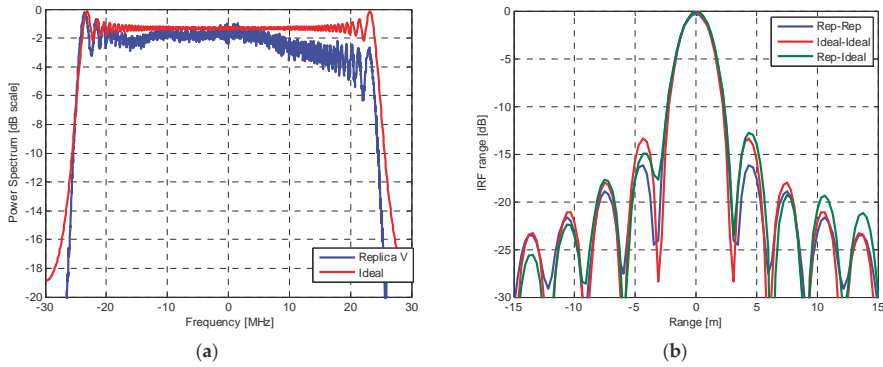 Power Spectrum [dB scale]
0
-2
-4
-6
-8
-10
-12
-14
-16
-18
-20
-30
-20
-10
0
10
20
30
Frequency [MHz]
Replica V
Ideal
(a)
IRF range [dB]
0
-5
-10
-15
-20
-25
-30
-15
-10
-5
0
5
10
15
Range [m]
Rep-Rep
Ideal-Ideal
Rep-Ideal
(b)